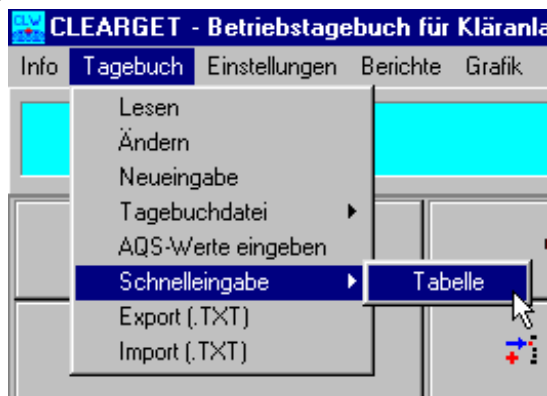 CLW
CLEARGET - Betriebstagebuch für Kläranla
Info Tagebuch Einstellungen Berichte Grafik
Lesen
Ändern
Neueingabe
Tagebuchdatei
AQS-Werte eingeben
Schnelleingabe Tabelle
Export (.TXT)
Import (.TXT)